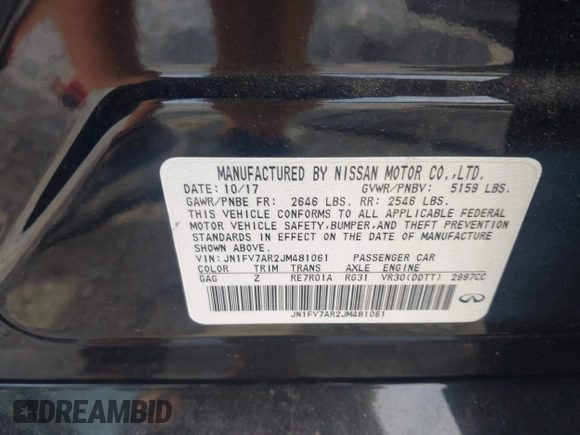 MANUFACTURED BY NISSAN MOTOR CO.,LTD.
DATE: 10/17 GVWR/PNBV: 5159 LBS.
GAWR/PNBE FR: 2646 LBS. RR: 2546 LBS.
THIS VEHICLE CONFORMS TO ALL APPLICABLE FEDERAL
MOTOR VEHICLE SAFETY,BUMPER,AND THEFT PREVENTION
STANDARDS IN EFFECT ON THE DATE OF MANUFACTURE
SHOWN ABOVE.
VIN: JN1FV7AR2JM481061 PASSENGER CAR
COLOR TRIM TRANS AXLE ENGINE
GAG Z RE7R01A RG31 VR30(DDTT) 2997CC
JN1FV7AR2JM481061
DREAMBID